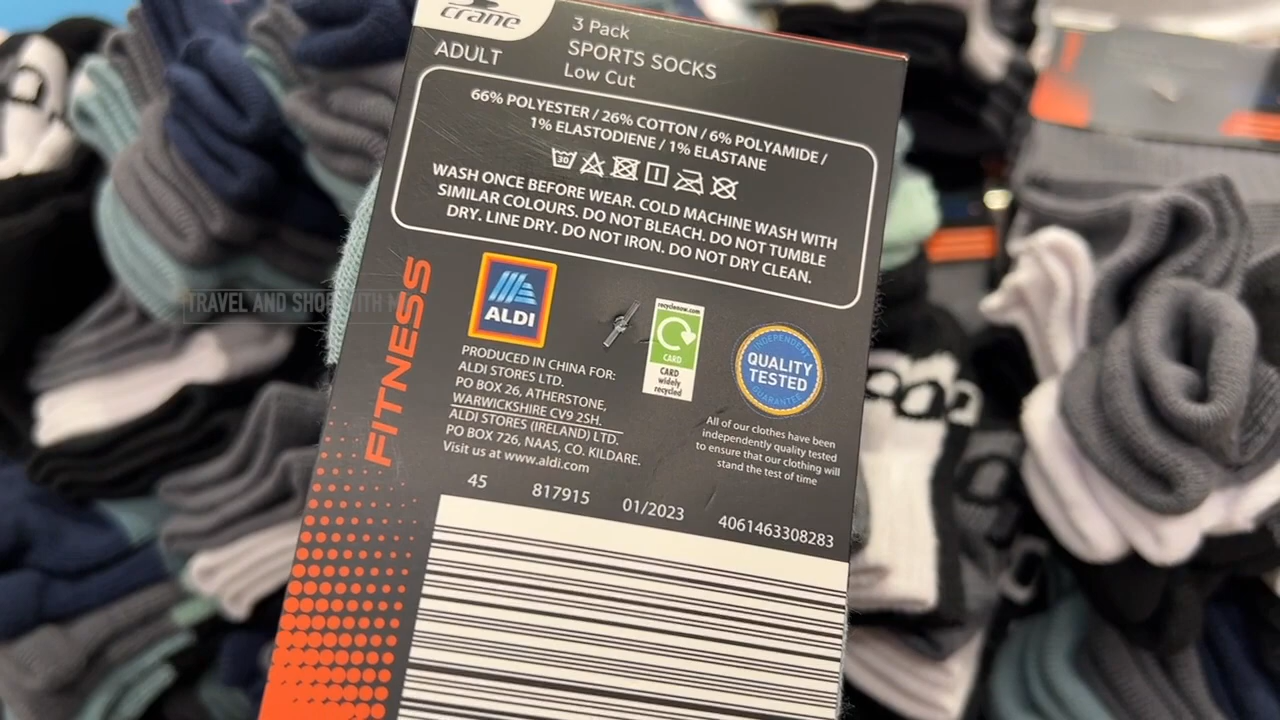 crane
3 Pack
ADULT
SPORTS SOCKS
Low Cut
66% POLYESTER / 26% COTTON / 6% POLYAMIDE /
1% ELASTODIENE / 1% ELASTANE
30
WASH ONCE BEFORE WEAR. COLD MACHINE WASH WITH
SIMILAR COLOURS. DO NOT BLEACH. DO NOT TUMBLE
DRY. LINE DRY. DO NOT IRON. DO NOT DRY CLEAN.
FITNESS
ALDI
PRODUCED IN CHINA FOR:
ALDI STORES LTD.
PO BOX 26, ATHERSTONE,
WARWICKSHIRE CV9 2SH.
ALDI STORES (IRELAND) LTD.
PO BOX 726, NAAS, CO. KILDARE.
Visit us at www.aldi.com
recyclenow.com
CARD
CARD
widely
recycled
INDEPENDENT
QUALITY
TESTED
GUARANTEE
All of our clothes have been
independently quality tested
to ensure that our clothing will
stand the test of time
45 817915 01/2023 4061463308283
TRAVEL AND SHOP WITH